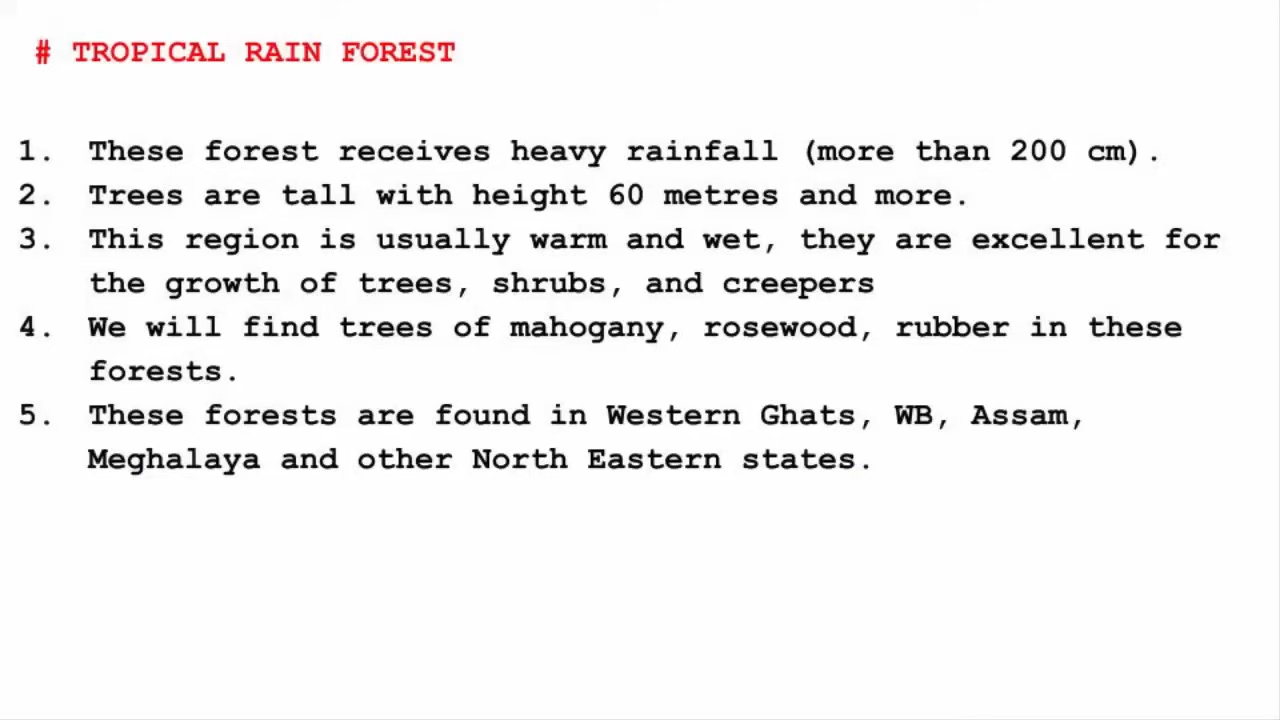 # TROPICAL RAIN FOREST
1. These forest receives heavy rainfall (more than 200 cm).
2. Trees are tall with height 60 metres and more.
3. This region is usually warm and wet, they are excellent for
the growth of trees, shrubs, and creepers
4. We will find trees of mahogany, rosewood, rubber in these
forests.
5. These forests are found in Western Ghats, WB, Assam,
Meghalaya and other North Eastern states.